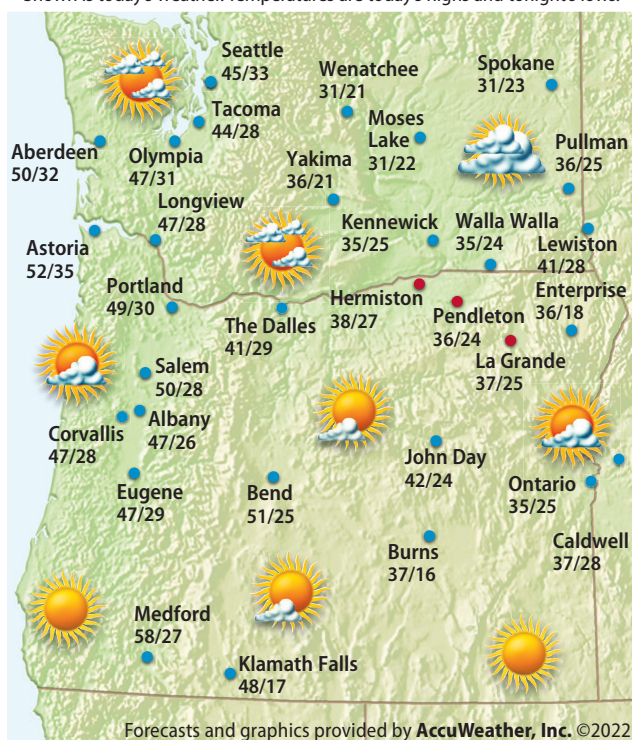 Shown is today's weather. Temperatures are today's highs and tonight's lows.
Seattle
45/33
Wenatchee
31/21
Spokane
31/23
Tacoma
44/28
Moses
Lake
31/22
Pullman
36/25
Aberdeen
50/32
Olympia
47/31
Yakima
36/21
Longview
47/28
Kennewick
35/25
Walla Walla
35/24
Lewiston
41/28
Astoria
52/35
Portland
49/30
The Dalles
41/29
Hermiston
38/27
Pendleton
36/24
Enterprise
36/18
La Grande
37/25
Salem
50/28
Albany
47/26
Corvallis
47/28
Eugene
47/29
Bend
51/25
John Day
42/24
Ontario
35/25
Caldwell
37/28
Burns
37/16
Medford
58/27
Klamath Falls
48/17
Forecasts and graphics provided by AccuWeather, Inc. ©2022